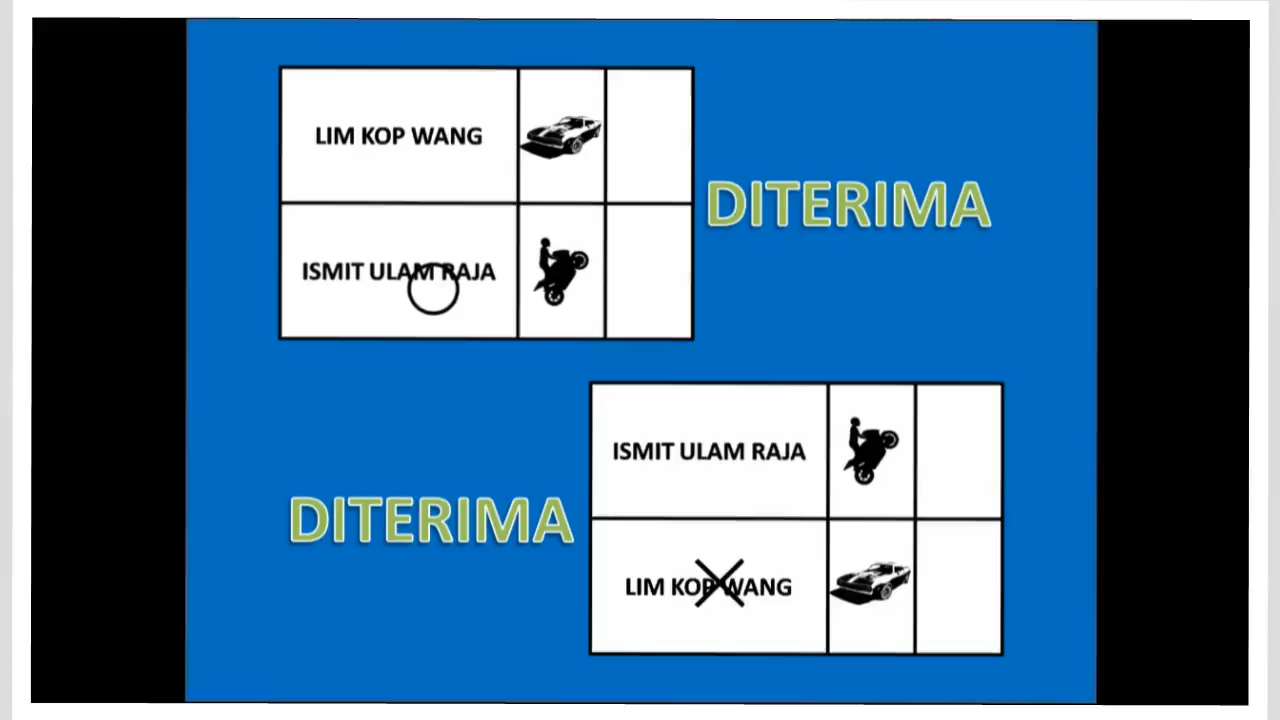 LIM KOP WANG
ISMIT ULAM RAJA
DITERIMA
ISMIT ULAM RAJA
DITERIMA
LIM KOP WANG